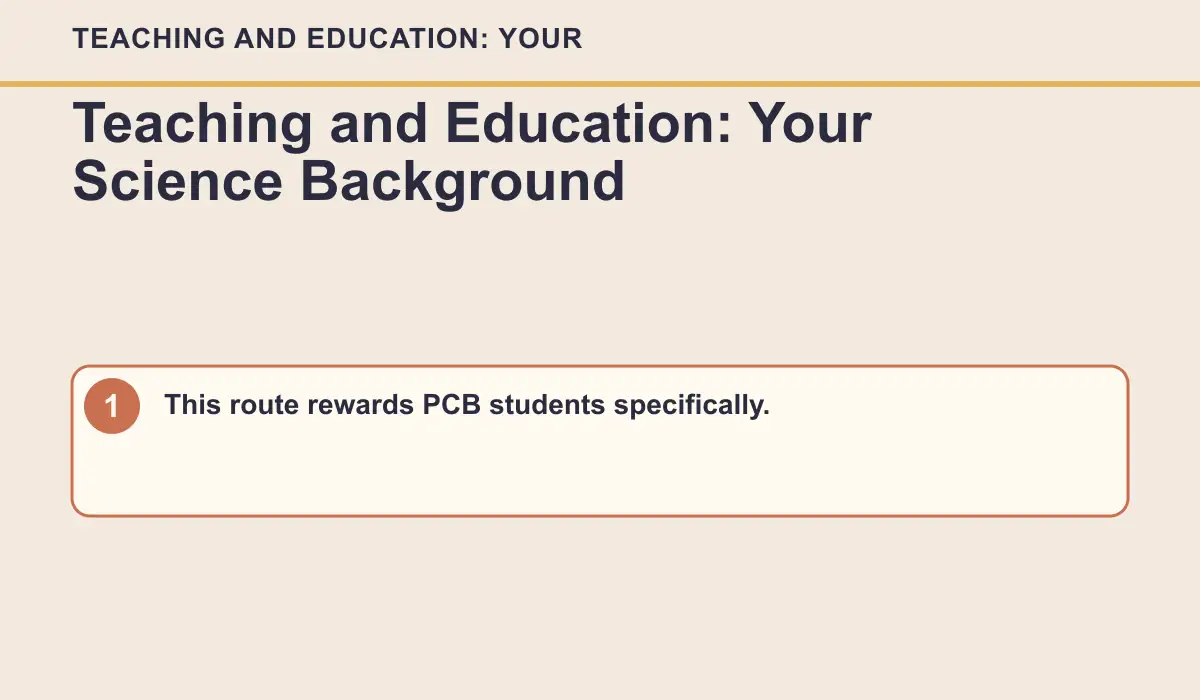 TEACHING AND EDUCATION: YOUR
Teaching and Education: Your
Science Background
1 This route rewards PCB students specifically.